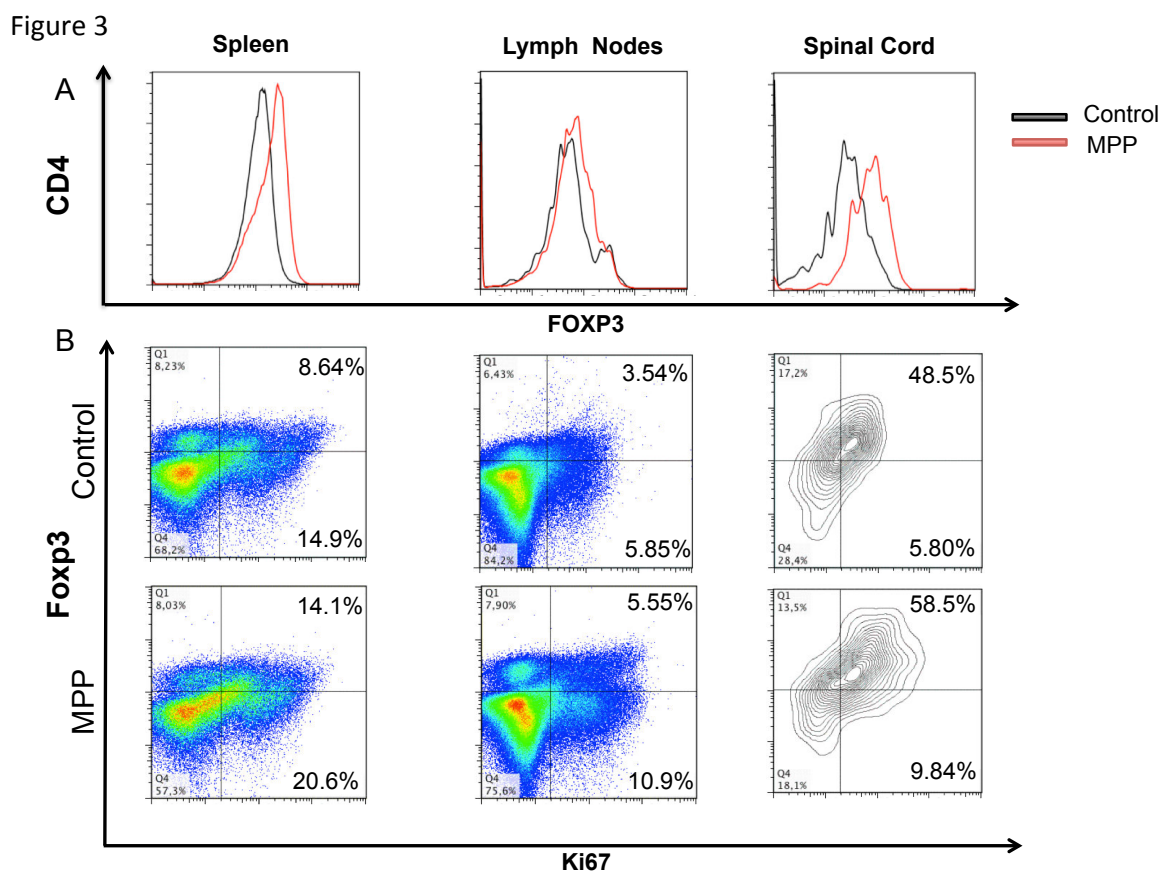 Figure 3
Spleen
Lymph Nodes
Spinal Cord
A
CD4
Control
MPP
FOXP3
B
Foxp3
Control
Q1
8,23%
8.64%
Q4
68,2%
14.9%
Q1
6,43%
3.54%
Q4
84,2%
5.85%
Q1
17,2%
48.5%
Q4
28,4%
5.80%
MPP
Q1
8,03%
14.1%
Q4
57,3%
20.6%
Q1
7,90%
5.55%
Q4
75,6%
10.9%
Q1
13,5%
58.5%
Q4
18,1%
9.84%
Ki67